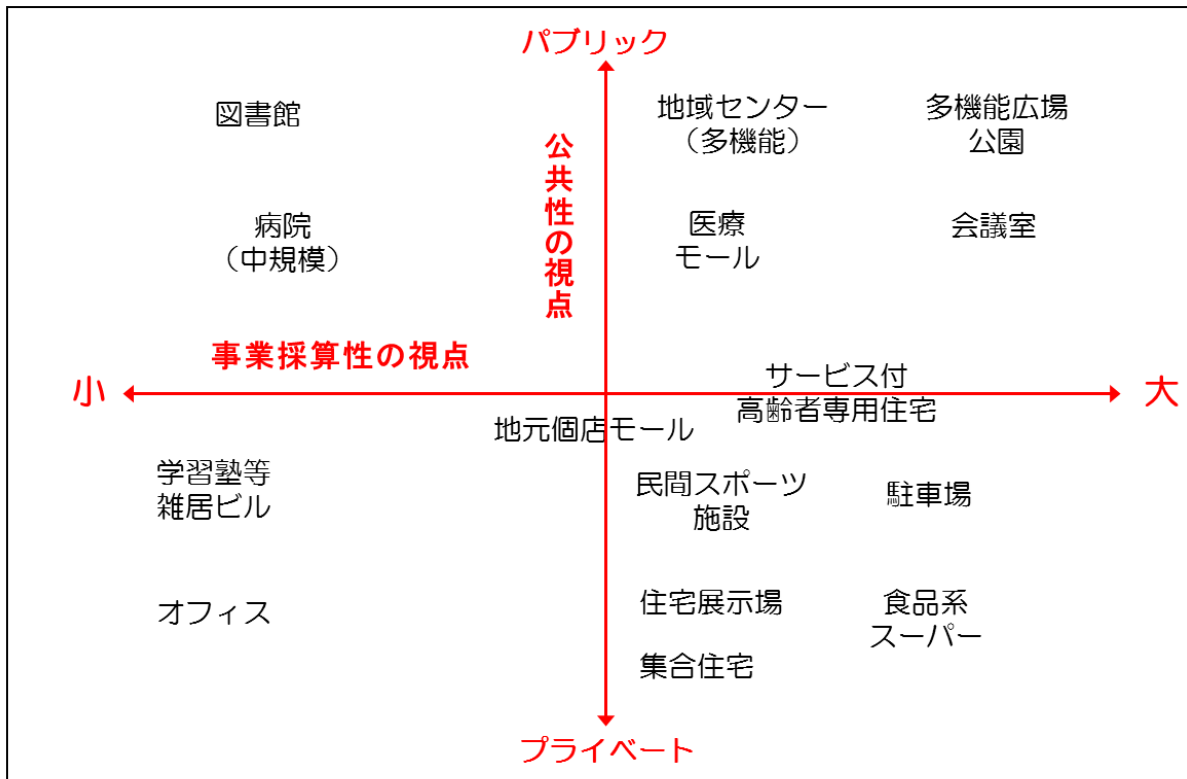 パブリック
図書館
地域センター
（多機能）
多機能広場
公園
公共性の視点
病院
（中規模）
医療
モール
会議室
事業採算性の視点
小
大
サービス付
高齢者専用住宅
地元個店モール
学習塾等
雑居ビル
民間スポーツ
施設
駐車場
オフィス
住宅展示場
食品系
スーパー
集合住宅
プライベート